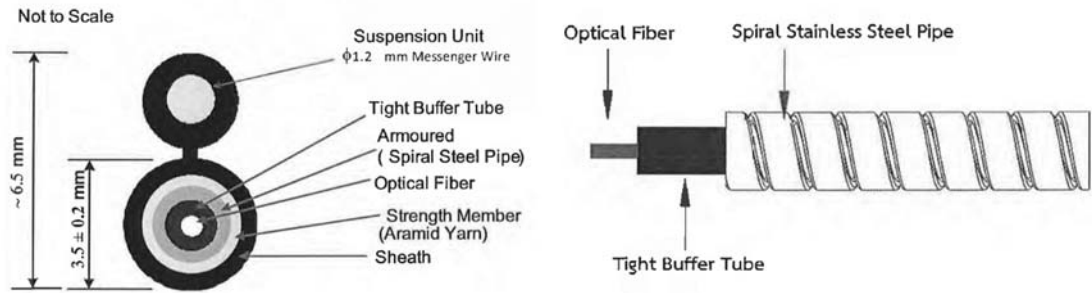 Not to Scale
Suspension Unit
ϕ1.2 mm Messenger Wire
Tight Buffer Tube
Armoured
( Spiral Steel Pipe)
Optical Fiber
Strength Member
(Aramid Yarn)
Sheath
~ 6.5 mm
3.5 ± 0.2 mm
Optical Fiber
Spiral Stainless Steel Pipe
Tight Buffer Tube